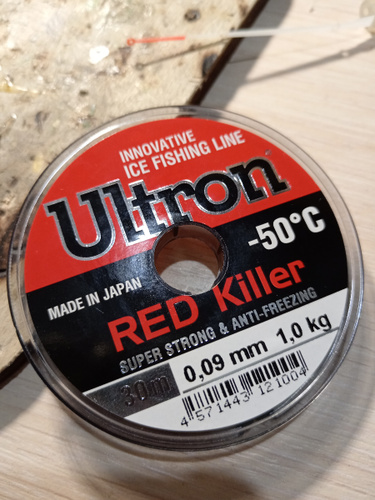 INNOVATIVE
ICE FISHING LINE
Ultron
-50°C
MADE IN JAPAN
RED Killer
SUPER STRONG & ANTI-FREEZING
30m 0,09 mm 1,0 kg
4 571443 121004